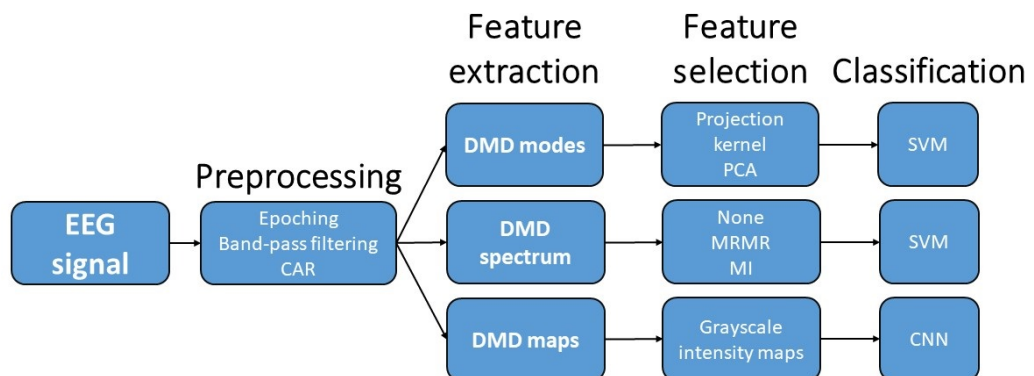 Feature
extraction
Feature
selection
Classification
Preprocessing
EEG
signal
Epoching
Band-pass filtering
CAR
DMD modes
Projection
kernel
PCA
SVM
DMD
spectrum
None
MRMR
MI
SVM
DMD maps
Grayscale
intensity maps
CNN